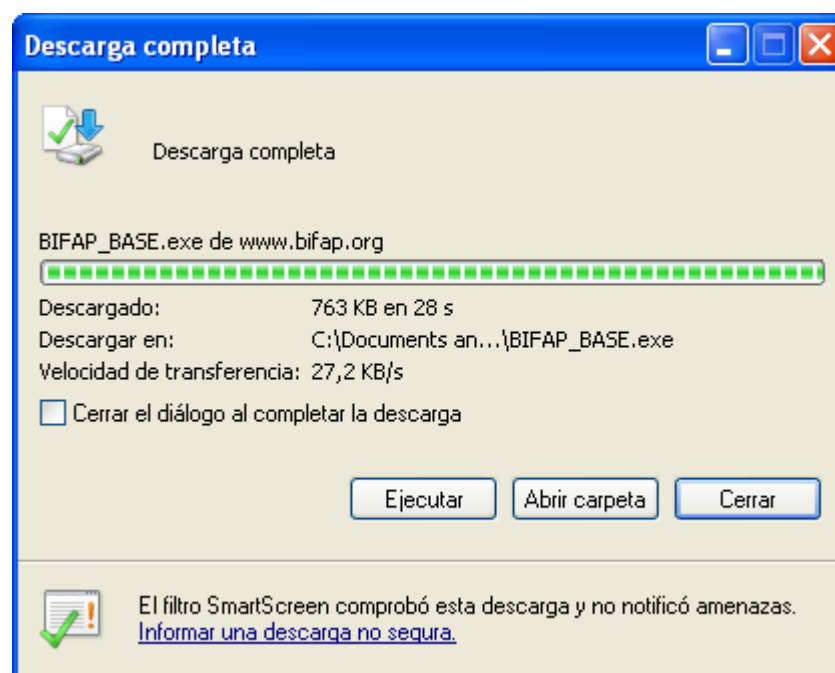 Descarga completa
Descarga completa
BIFAP_BASE.exe de www.bifap.org
Descargado: 763 KB en 28 s
Descargar en: C:\Documents an...\BIFAP_BASE.exe
Velocidad de transferencia: 27,2 KB/s
Cerrar el diálogo al completar la descarga
Ejecutar Abrir carpeta Cerrar
El filtro SmartScreen comprobó esta descarga y no notificó amenazas.
Informar una descarga no segura.